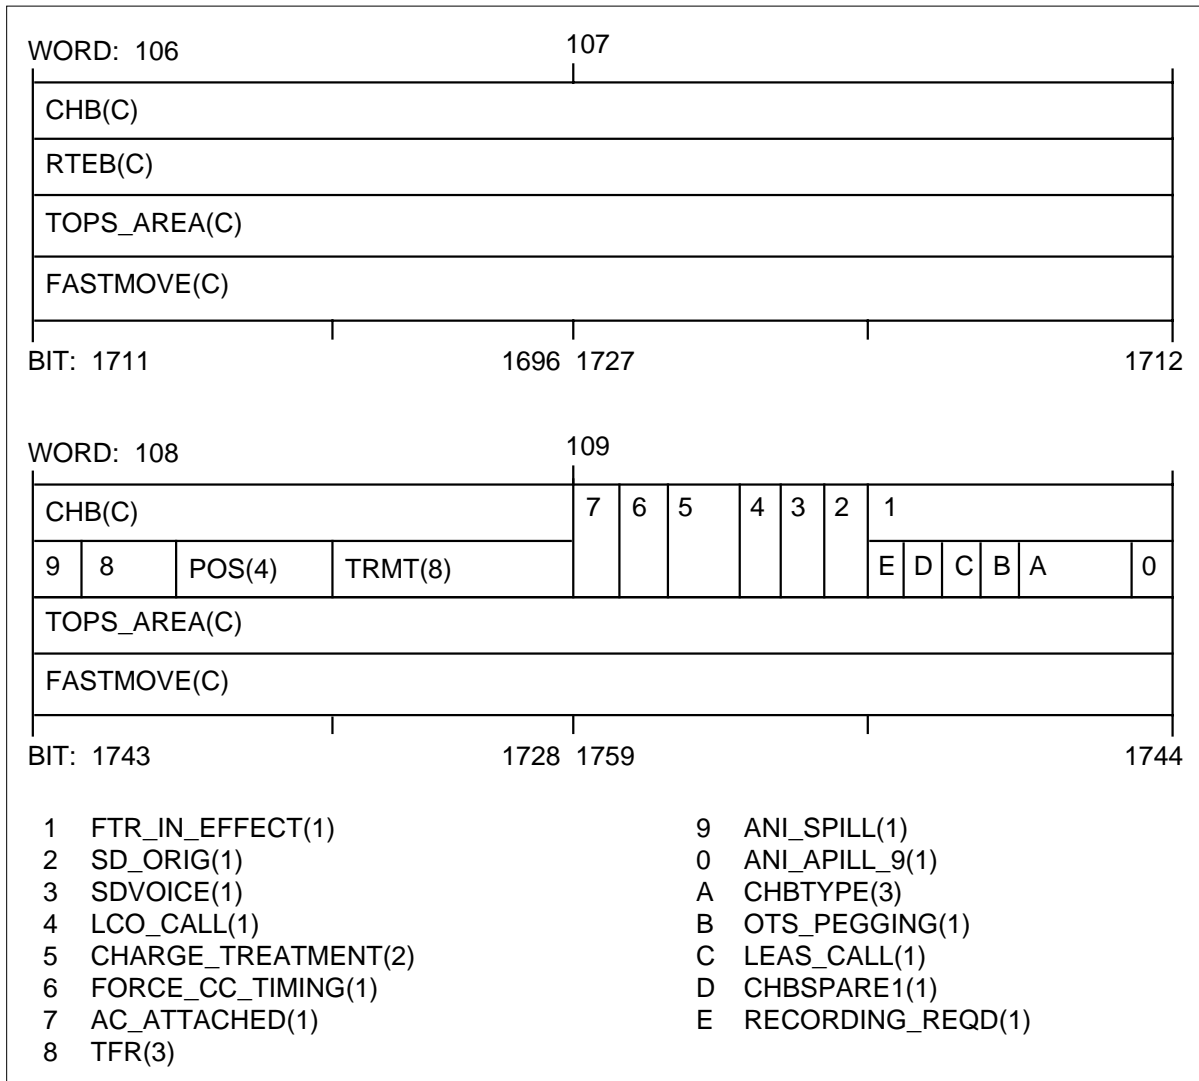 WORD: 106 107
CHB(C)
RTEB(C)
TOPS_AREA(C)
FASTMOVE(C)
BIT: 1711 1696 1727 1712
WORD: 108 109
CHB(C) 7 6 5 4 3 2 1
9 8 POS(4) TRMT(8) E D C B A 0
TOPS_AREA(C)
FASTMOVE(C)
BIT: 1743 1728 1759 1744
1 FTR_IN_EFFECT(1)
2 SD_ORIG(1)
3 SDVOICE(1)
4 LCO_CALL(1)
5 CHARGE_TREATMENT(2)
6 FORCE_CC_TIMING(1)
7 AC_ATTACHED(1)
8 TFR(3)
9 ANI_SPILL(1)
0 ANI_APILL_9(1)
A CHBTYPE(3)
B OTS_PEGGING(1)
C LEAS_CALL(1)
D CHBSPARE1(1)
E RECORDING_REQD(1)